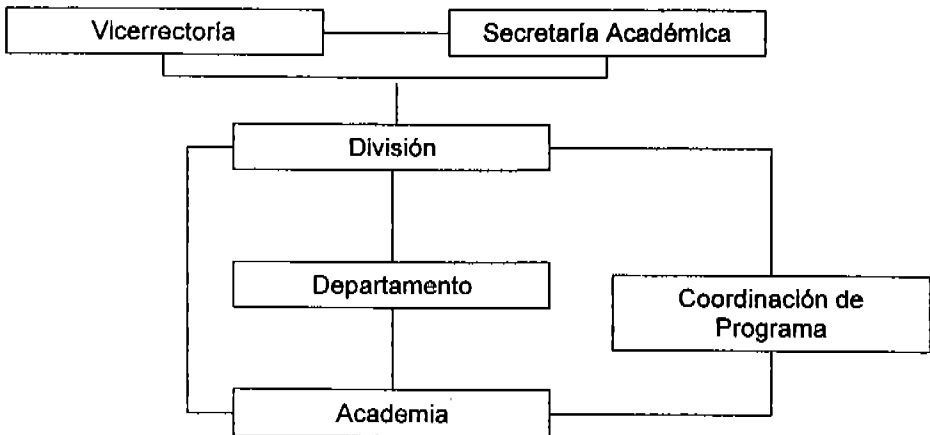 Vicerrectoría
Secretaría Académica
División
Departamento
Coordinación de
Programa
Academia